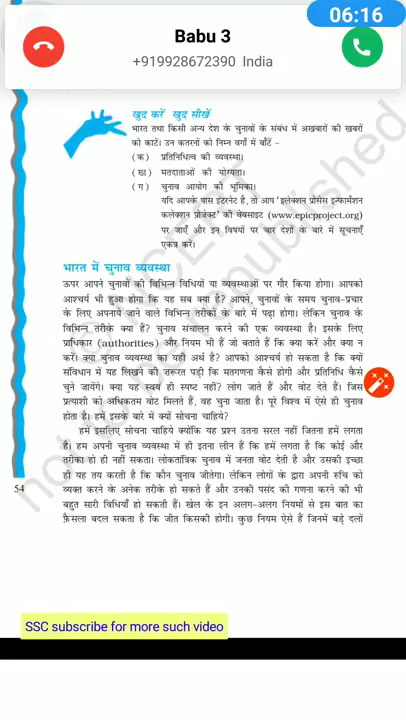 06:16
Babu 3
+919928672390 India
खुद करें खुद सीखें
भारत तथा किसी अन्य देश के चुनावों के संबंध में अखबारों की खबरों
को काटें। उन कतरनों को निम्न वर्गों में बाँटें -
(क) प्रतिनिधित्व की व्यवस्था।
(ख) मतदाताओं की योग्यता।
(ग) चुनाव आयोग की भूमिका।
यदि आपके पास इंटरनेट है, तो आप 'इलेक्शन प्रोसेस इन्फार्मेशन
कलेक्शन प्रोजेक्ट' की वेबसाइट (www.epicproject.org)
पर जाएँ और इन विषयों पर चार देशों के बारे में सूचनाएँ
एकत्र करें।
भारत में चुनाव व्यवस्था
ऊपर आपने चुनावों की विभिन्न विधियों या व्यवस्थाओं पर गौर किया होगा। आपको
आश्चर्य भी हुआ होगा कि यह सब क्या है? आपने, चुनावों के समय चुनाव-प्रचार
के लिए अपनाये जाने वाले विभिन्न तरीकों के बारे में पढ़ा होगा। लेकिन चुनाव के
विभिन्न तरीके क्या हैं? चुनाव संचालन करने की एक व्यवस्था है। इसके लिए
प्राधिकार (authorities) और नियम भी हैं जो बताते हैं कि क्या करें और क्या न
करें। क्या चुनाव व्यवस्था का यही अर्थ है? आपको आश्चर्य हो सकता है कि क्यों
संविधान में यह लिखने की ज़रूरत पड़ी कि मतगणना कैसे होगी और प्रतिनिधि कैसे
चुने जायेंगे। क्या यह स्वयं ही स्पष्ट नहीं? लोग जाते हैं और वोट देते हैं। जिस
प्रत्याशी को अधिकतम वोट मिलते हैं, वह चुना जाता है। पूरे विश्व में ऐसे ही चुनाव
होता है। हमें इसके बारे में क्यों सोचना चाहिये?
हमें इसलिए सोचना चाहिये क्योंकि यह प्रश्न उतना सरल नहीं जितना हमें लगता
है। हम अपनी चुनाव व्यवस्था में ही इतना लीन हैं कि हमें लगता है कि कोई और
तरीका हो ही नहीं सकता। लोकतांत्रिक चुनाव में जनता वोट देती है और उसकी इच्छा
ही यह तय करती है कि कौन चुनाव जीतेगा। लेकिन लोगों के द्वारा अपनी रुचि को
व्यक्त करने के अनेक तरीके हो सकते हैं और उनकी पसंद की गणना करने की भी
बहुत सारी विधियाँ हो सकती हैं। खेल के इन अलग-अलग नियमों से इस बात का
फ़ैसला बदल सकता है कि जीत किसकी होगी। कुछ नियम ऐसे हैं जिनमें बड़े दलों
54
SSC subscribe for more such video